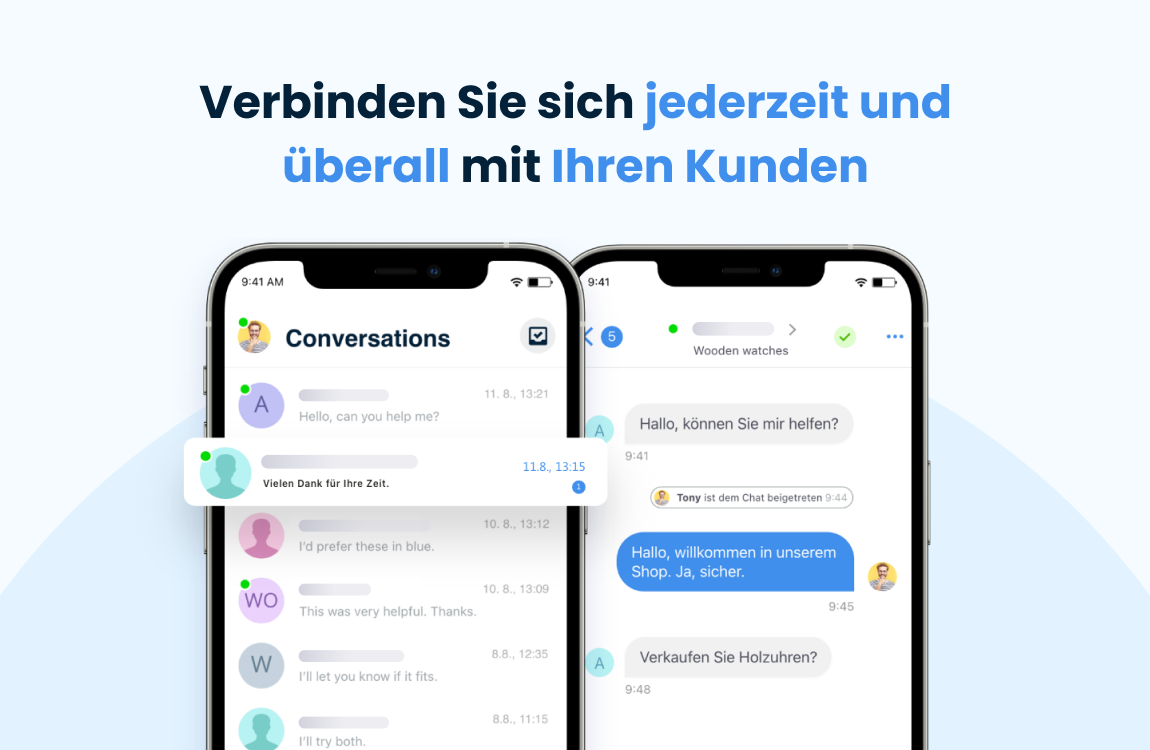 Verbinden Sie sich jederzeit und
überall mit Ihren Kunden
9:41 AM
Conversations
A
11. 8., 13:21
Hello, can you help me?
11.8., 13:15
Vielen Dank für Ihre Zeit.
1
10. 8., 13:12
I'd prefer these in blue.
WO
10. 8., 13:09
This was very helpful. Thanks.
W
8.8., 12:35
I'll let you know if it fits.
8.8., 11:15
I'll try both.
9:41
5
Wooden watches
A
Hallo, können Sie mir helfen?
9:41
Tony ist dem Chat beigetreten 9:44
Hallo, willkommen in unserem
Shop. Ja, sicher.
9:45
A
Verkaufen Sie Holzuhren?
9:48